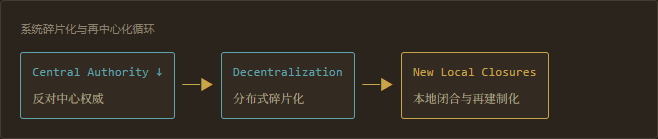 系统碎片化与再中心化循环
Central Authority ↓
反对中心权威
Decentralization
分布式碎片化
New Local Closures
本地闭合与再建制化